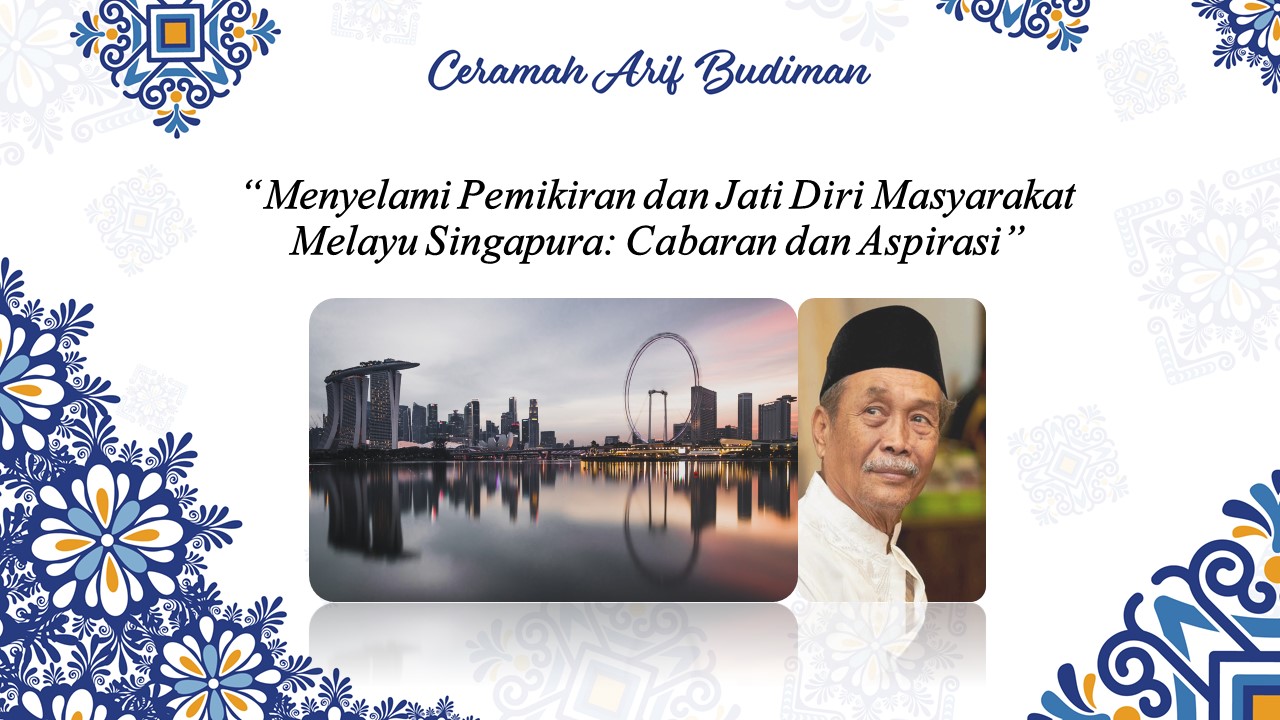 Ceramah Arif Budiman
“Menyelami Pemikiran dan Jati Diri Masyarakat
Melayu Singapura: Cabaran dan Aspirasi”